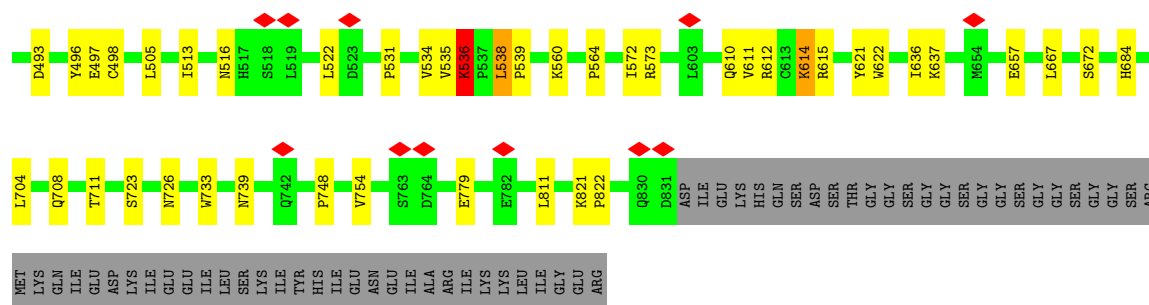 D493 Y496 E497 C498 L505 I513 N516 H517 S518 L519 L522 D523 P531 V534 V535 K536 P537 L538 P539 K560 P564 I572 R573 L603 Q610 V611 R612 C613 K614 R615 Y621 W622 I636 K637 M654 E657 L667 S672 H684
L704 Q708 T711 S723 N726 W733 N739 Q742 P748 V754 S763 D764 E779 E782 L811 K821 P822 Q830 D831 ASP ILE GLU LYS HIS GLN SER ASP SER THR GLY GLY SER GLY GLY SER GLY GLY SER GLY GLY SER GLY GLY SER ARG
MET LYS GLN ILE GLU ASP LYS ILE GLU GLU ILE LEU SER LYS ILE TYR HIS ILE GLU ASN GLU ILE ALA ARG ILE LYS LYS LEU ILE GLY GLU ARG